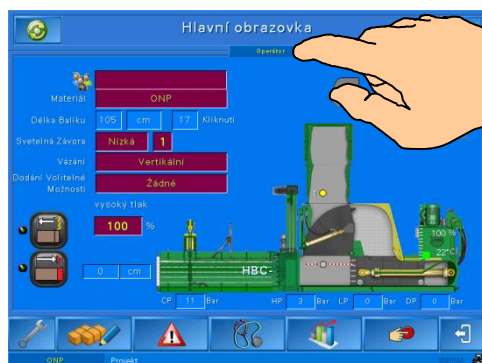 Hlavní obrazovka
Operátor
Materiál ONP
Délka Balíku 105 cm 17 Kliknutí
Světelná Závora Nízká 1
Vázání Vertikální
Dodání Volitelné Možnosti Žádné
vysoký tlak
100 %
0 cm
HBC-
1
100 %
22°C
CP 11 Bar HP 3 Bar LP 0 Bar DP 0 Bar
ONP Projekt